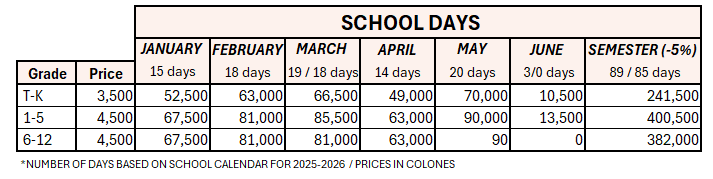 SCHOOL DAYS
JANUARY FEBRUARY MARCH APRIL MAY JUNE SEMESTER (-5%)
Grade Price 15 days 18 days 19 / 18 days 14 days 20 days 3/0 days 89 / 85 days
T-K 3,500 52,500 63,000 66,500 49,000 70,000 10,500 241,500
1-5 4,500 67,500 81,000 85,500 63,000 90,000 13,500 400,500
6-12 4,500 67,500 81,000 81,000 63,000 90 0 382,000
*NUMBER OF DAYS BASED ON SCHOOL CALENDAR FOR 2025-2026 / PRICES IN COLONES